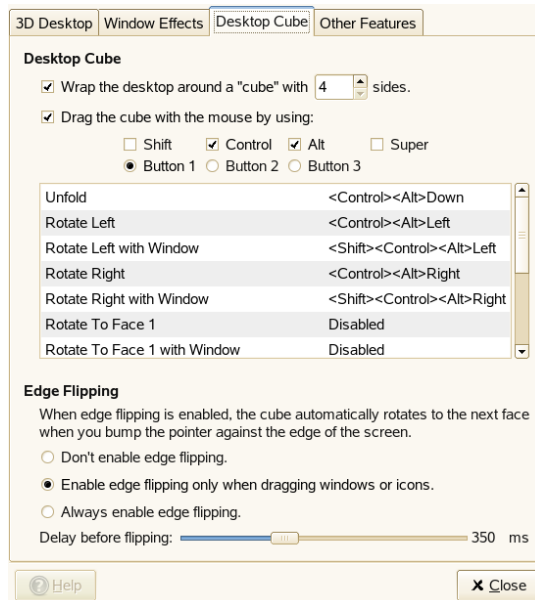 3D Desktop Window Effects Desktop Cube Other Features
Desktop Cube
Wrap the desktop around a "cube" with 4 sides.
Drag the cube with the mouse by using:
Shift Control Alt Super
Button 1 Button 2 Button 3
Unfold <Control><Alt>Down
Rotate Left <Control><Alt>Left
Rotate Left with Window <Shift><Control><Alt>Left
Rotate Right <Control><Alt>Right
Rotate Right with Window <Shift><Control><Alt>Right
Rotate To Face 1 Disabled
Rotate To Face 1 with Window Disabled
Edge Flipping
When edge flipping is enabled, the cube automatically rotates to the next face
when you bump the pointer against the edge of the screen.
Don't enable edge flipping.
Enable edge flipping only when dragging windows or icons.
Always enable edge flipping.
Delay before flipping: 350 ms
Help Close